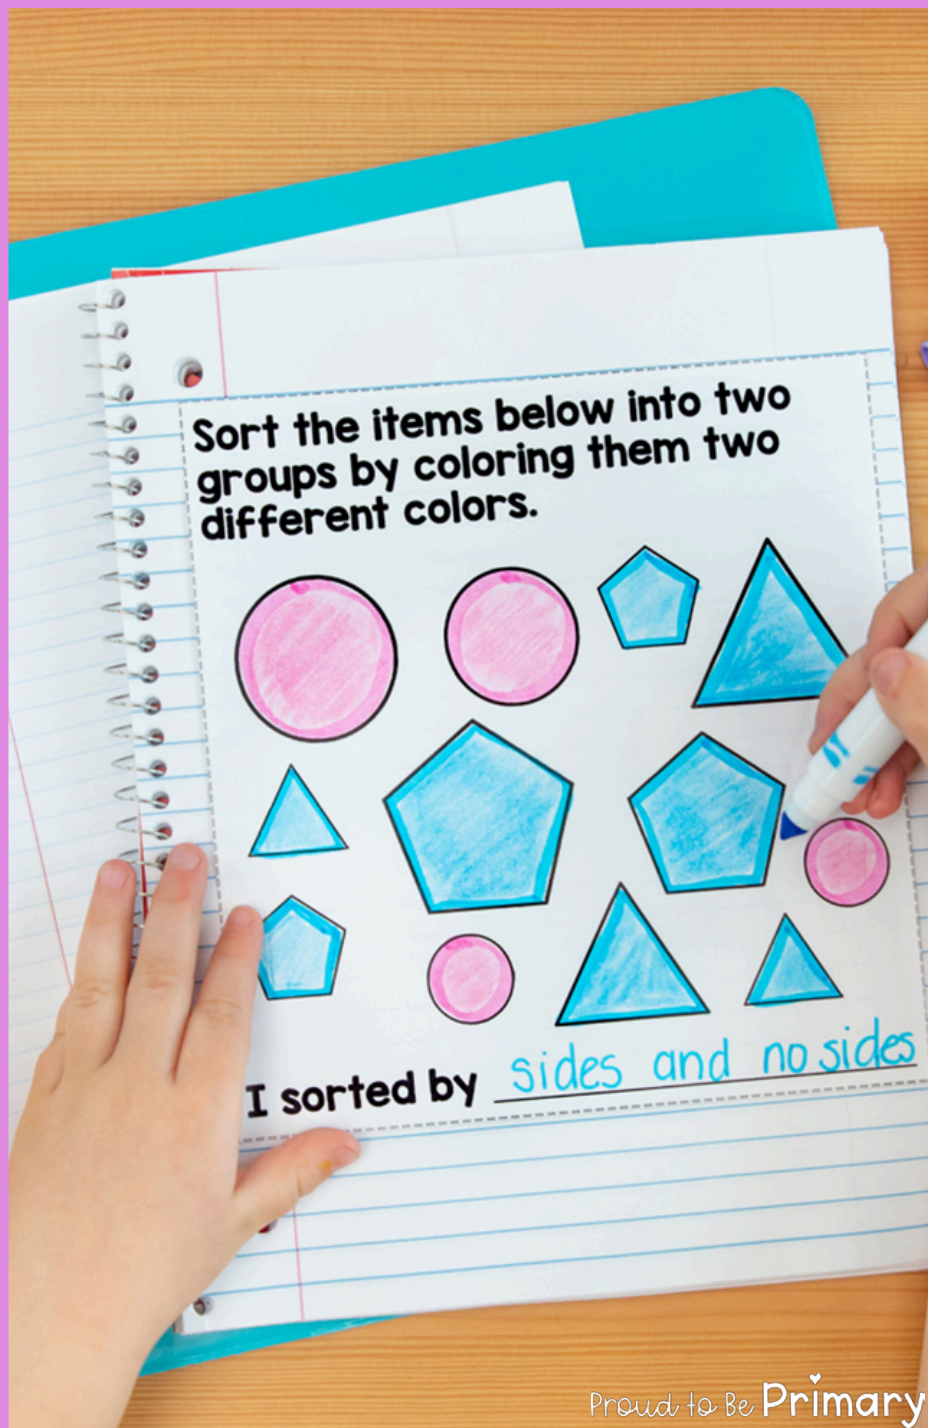 Sort the items below into two
groups by coloring them two
different colors.
I sorted by sides and no sides
Proud to Be Primary